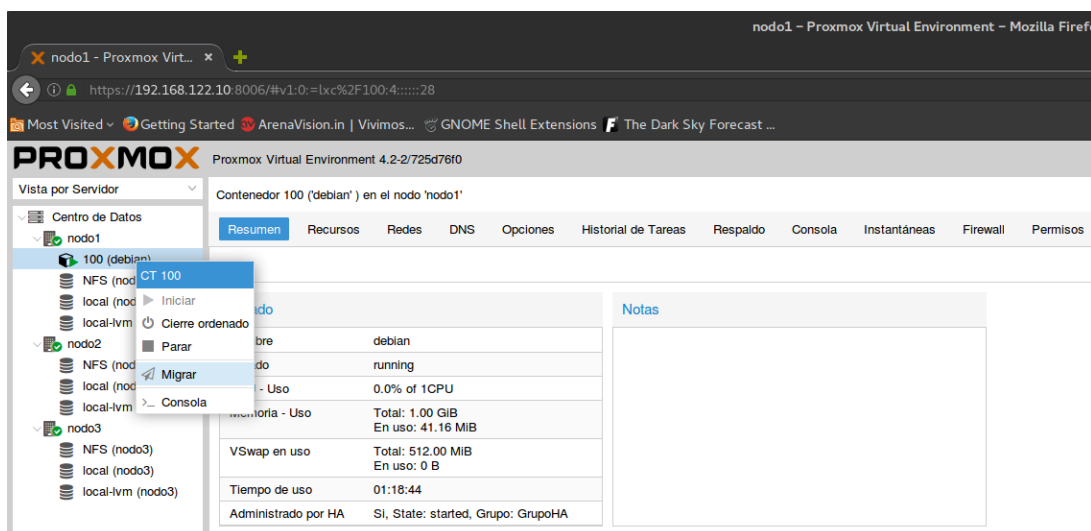 nodo1 – Proxmox Virtual Environment – Mozilla Firef
nodo1 - Proxmox Virt... × +
https://192.168.122.10:8006/#v1:0:=lxc%2F100:4::::::28
Most Visited Getting Started ArenaVision.in | Vivimos... GNOME Shell Extensions The Dark Sky Forecast ...
PROXMOX Proxmox Virtual Environment 4.2-2/725d76f0
Vista por Servidor
Contenedor 100 ('debian' ) en el nodo 'nodo1'
Resumen Recursos Redes DNS Opciones Historial de Tareas Respaldo Consola Instantáneas Firewall Permisos
Centro de Datos
nodo1
100 (debian)
NFS (nod
local (nod
local-lvm
nodo2
NFS (nod
local (nod
local-lvm
nodo3
NFS (nodo3)
local (nodo3)
local-lvm (nodo3)
CT 100
Iniciar
Cierre ordenado
Parar
Migrar
Consola
ado
Notas
bre debian
do running
- Uso 0.0% of 1CPU
Memoria - Uso Total: 1.00 GiB
En uso: 41.16 MiB
VSwap en uso Total: 512.00 MiB
En uso: 0 B
Tiempo de uso 01:18:44
Administrado por HA Si, State: started, Grupo: GrupoHA